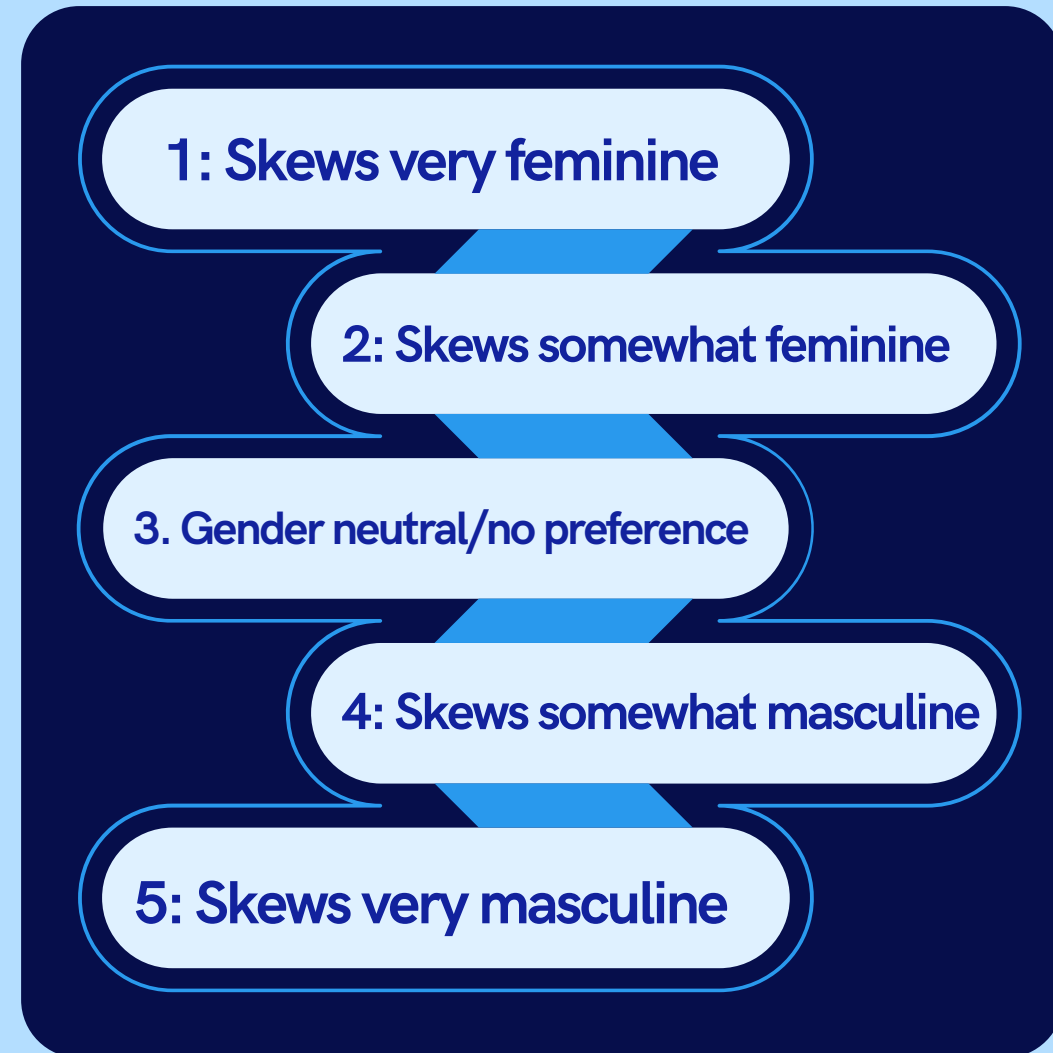 1: Skews very feminine
2: Skews somewhat feminine
3. Gender neutral/no preference
4: Skews somewhat masculine
5: Skews very masculine